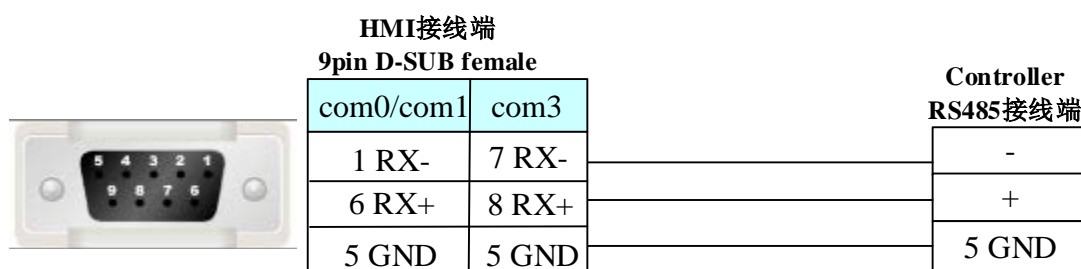 HMI接线端
9pin D-SUB female
Controller
RS485接线端
com0/com1 com3
1 RX- 7 RX- -
6 RX+ 8 RX+ +
5 GND 5 GND 5 GND
5 4 3 2 1
9 8 7 6